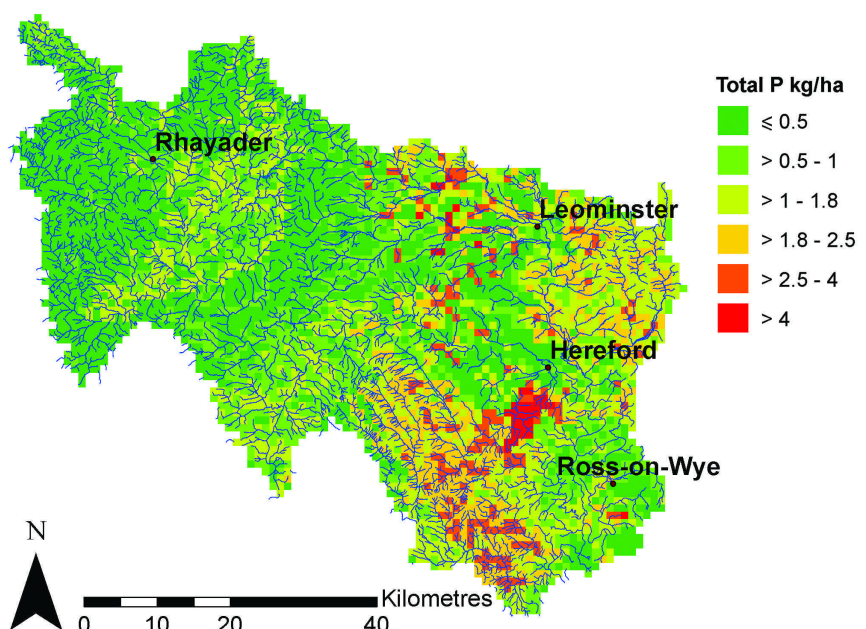 Rhayader
Leominster
Hereford
Ross-on-Wye
Total P kg/ha
⩽ 0.5
> 0.5 - 1
> 1 - 1.8
> 1.8 - 2.5
> 2.5 - 4
> 4
N
Kilometres
0 10 20 40